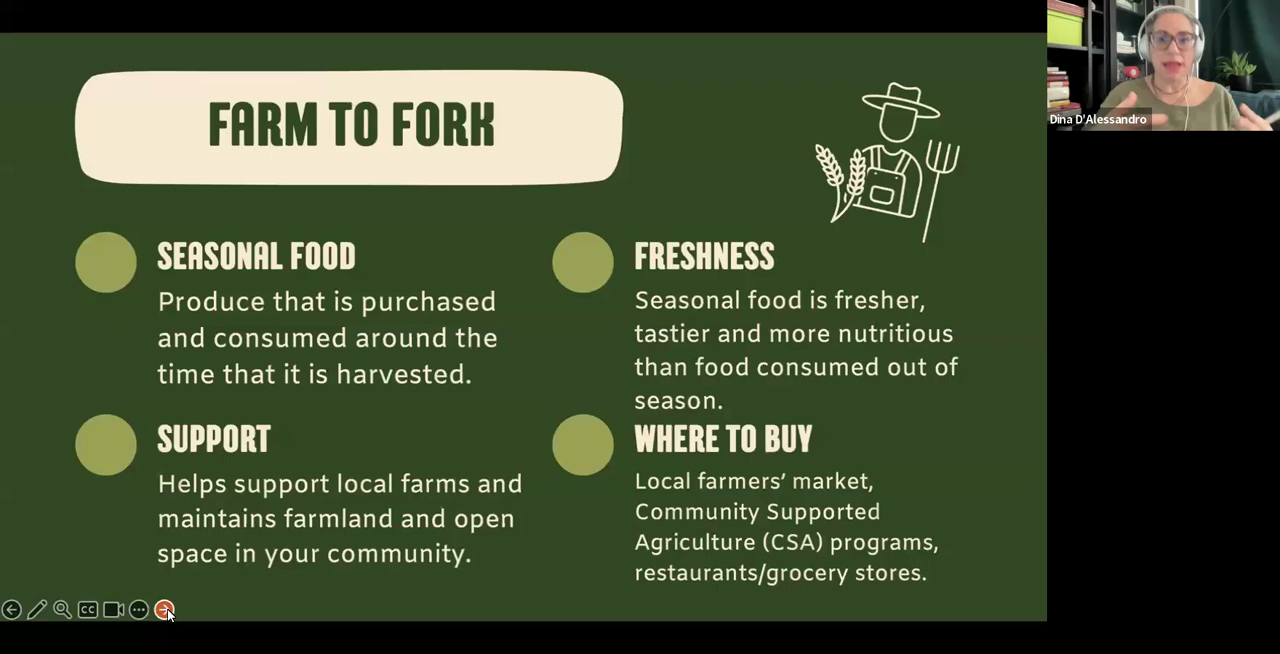 FARM TO FORK
SEASONAL FOOD
Produce that is purchased
and consumed around the
time that it is harvested.
FRESHNESS
Seasonal food is fresher,
tastier and more nutritious
than food consumed out of
season.
SUPPORT
Helps support local farms and
maintains farmland and open
space in your community.
WHERE TO BUY
Local farmers’ market,
Community Supported
Agriculture (CSA) programs,
restaurants/grocery stores.
CC
Dina D'Alessandro